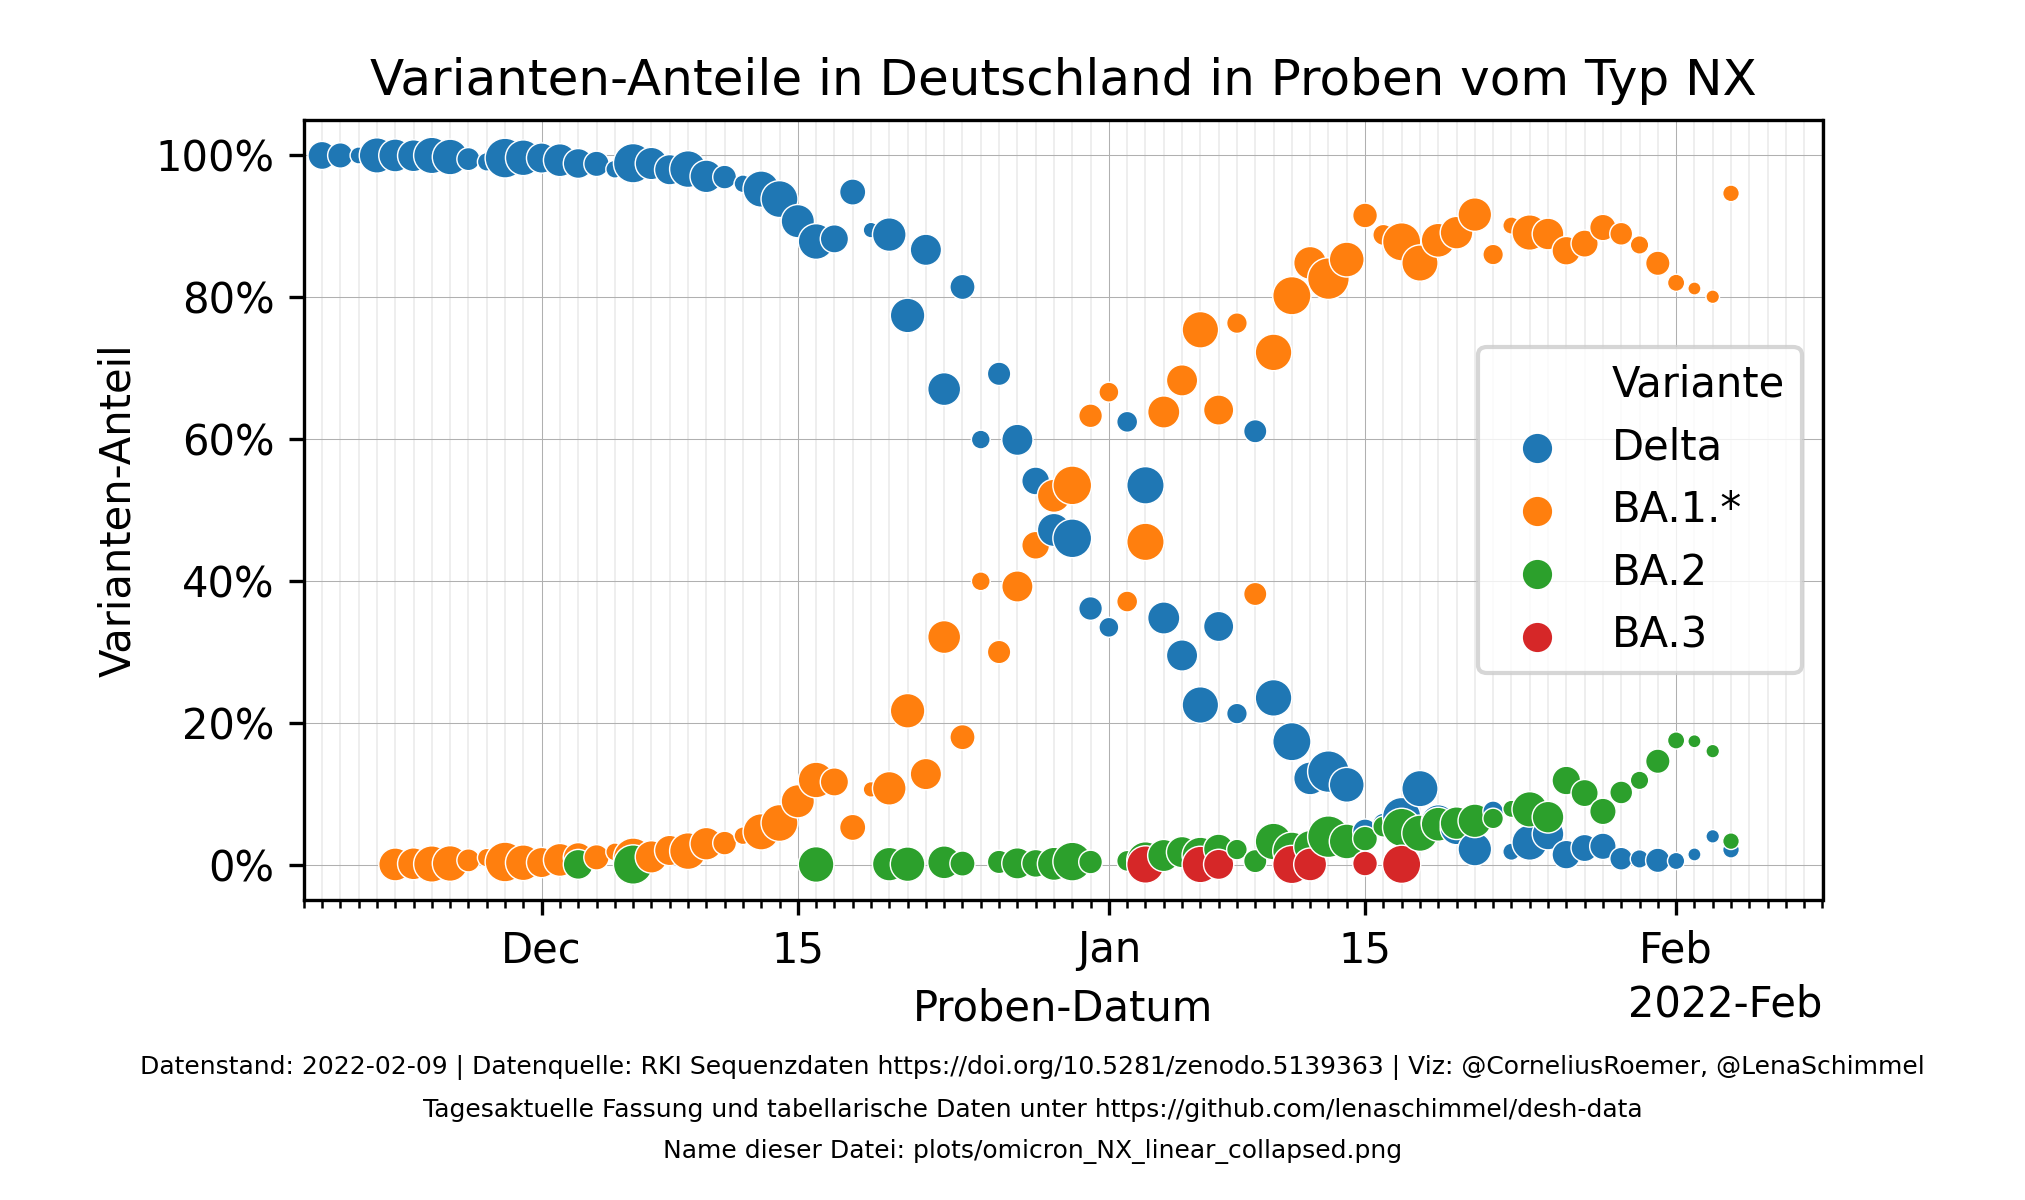 Varianten-Anteile in Deutschland in Proben vom Typ NX
Varianten-Anteil
100%
80%
60%
40%
20%
0%
Variante
Delta
BA.1.*
BA.2
BA.3
Dec
15
Jan
15
Feb
Proben-Datum
2022-Feb
Datenstand: 2022-02-09 | Datenquelle: RKI Sequenzdaten https://doi.org/10.5281/zenodo.5139363 | Viz: @CorneliusRoemer, @LenaSchimmel
Tagesaktuelle Fassung und tabellarische Daten unter https://github.com/lenaschimmel/desh-data
Name dieser Datei: plots/omicron_NX_linear_collapsed.png